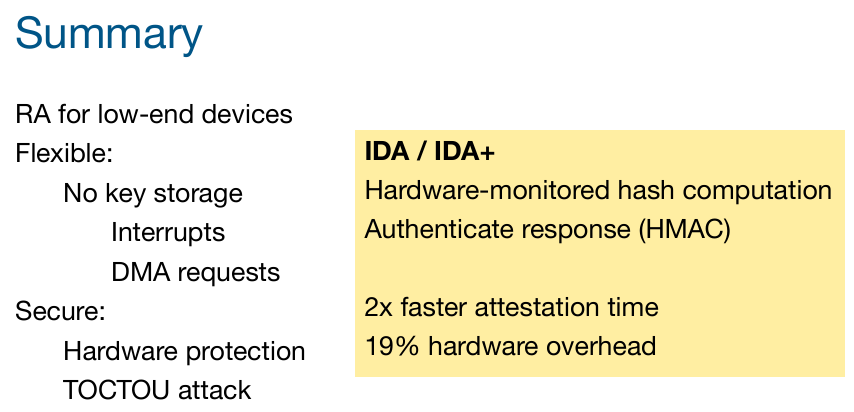 Summary
RA for low-end devices
Flexible:
No key storage
Interrupts
DMA requests
Secure:
Hardware protection
TOCTOU attack
IDA / IDA+
Hardware-monitored hash computation
Authenticate response (HMAC)
2x faster attestation time
19% hardware overhead